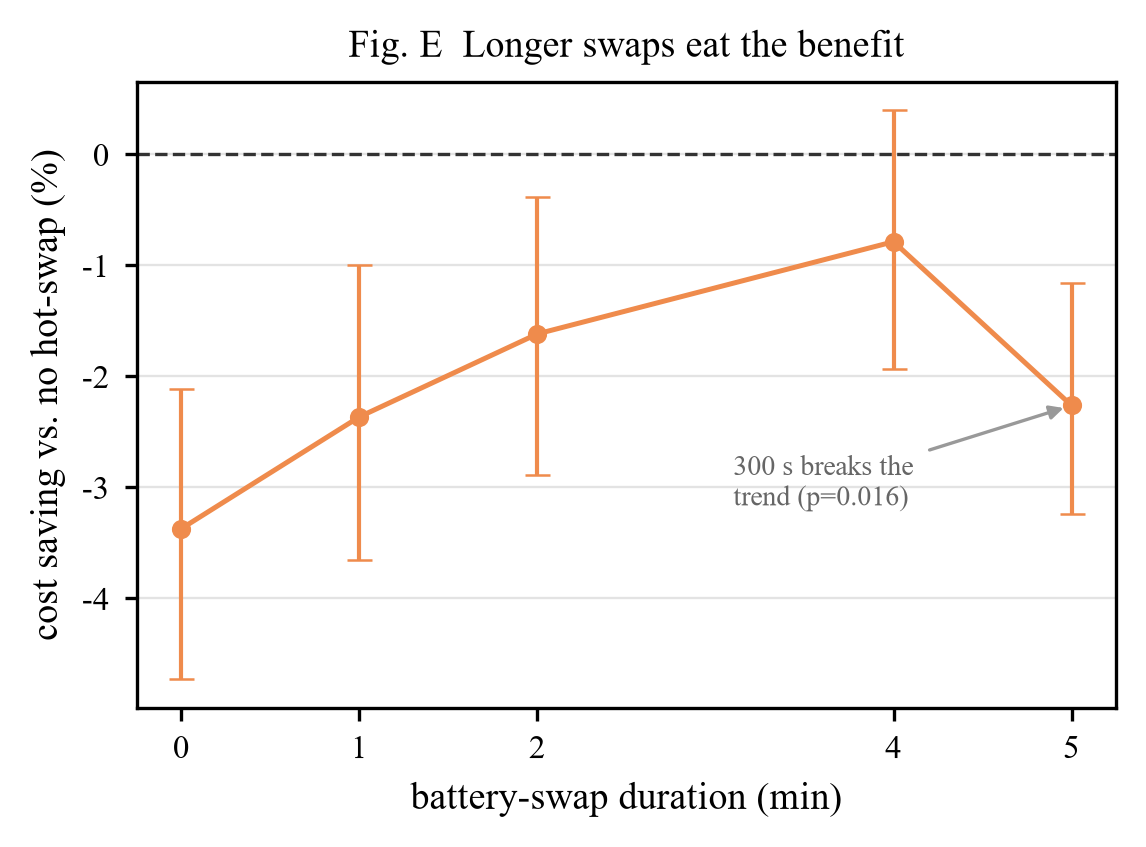 Fig. E  Longer swaps eat the benefit
cost saving vs. no hot-swap (%)
0
-1
-2
-3
-4
300 s breaks the
trend (p=0.016)
0
1
2
4
5
battery-swap duration (min)